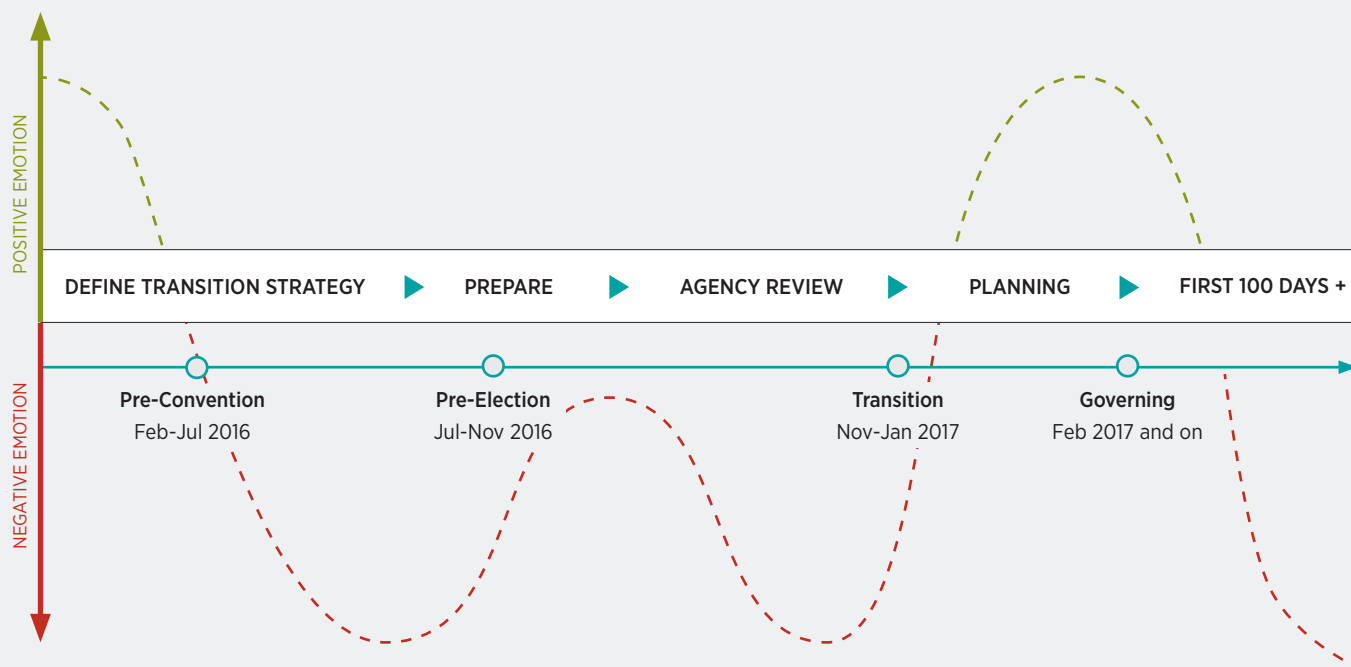 POSITIVE EMOTION
DEFINE TRANSITION STRATEGY
PREPARE
AGENCY REVIEW
PLANNING
FIRST 100 DAYS +
NEGATIVE EMOTION
Pre-Convention
Feb-Jul 2016
Pre-Election
Jul-Nov 2016
Transition
Nov-Jan 2017
Governing
Feb 2017 and on